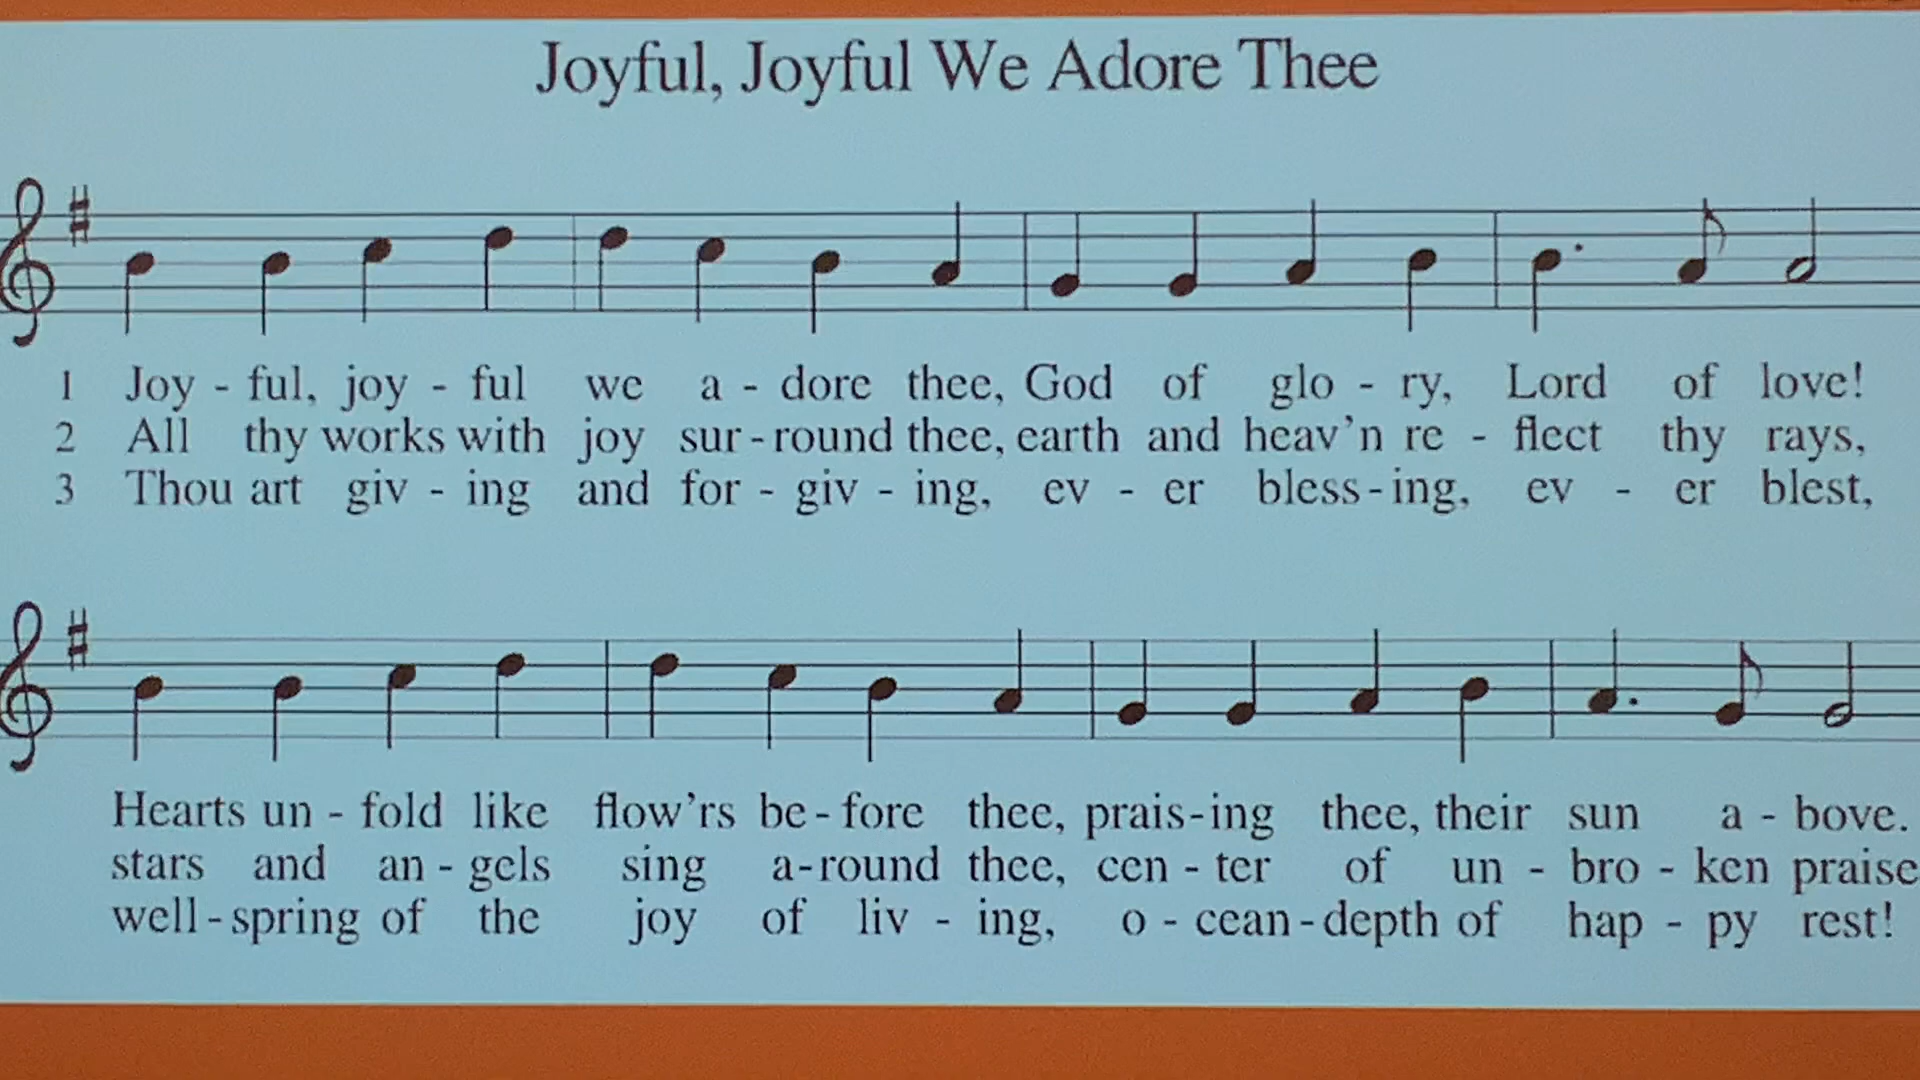 Joyful, Joyful We Adore Thee
1 Joy - ful, joy - ful we a - dore thee, God of glo - ry, Lord of love!
2 All thy works with joy sur - round thee, earth and heav'n re - flect thy rays,
3 Thou art giv - ing and for - giv - ing, ev - er bless - ing, ev - er blest,
Hearts un - fold like flow'rs be - fore thee, prais - ing thee, their sun a - bove.
stars and an - gels sing a - round thee, cen - ter of un - bro - ken praise
well - spring of the joy of liv - ing, o - cean - depth of hap - py rest!